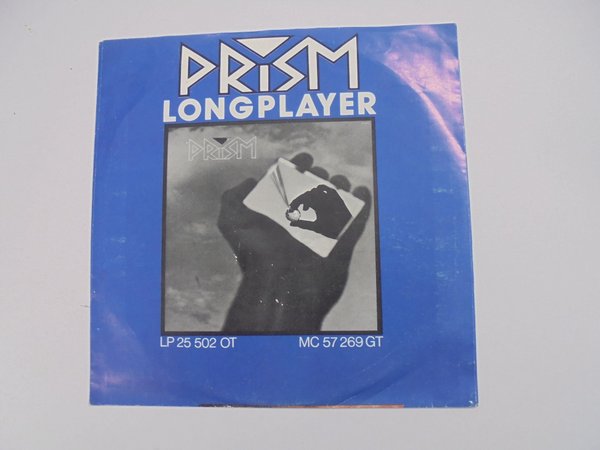 PRiSM
LONGPLAYER
PRiSM
LP 25 502 OT MC 57 269 GT